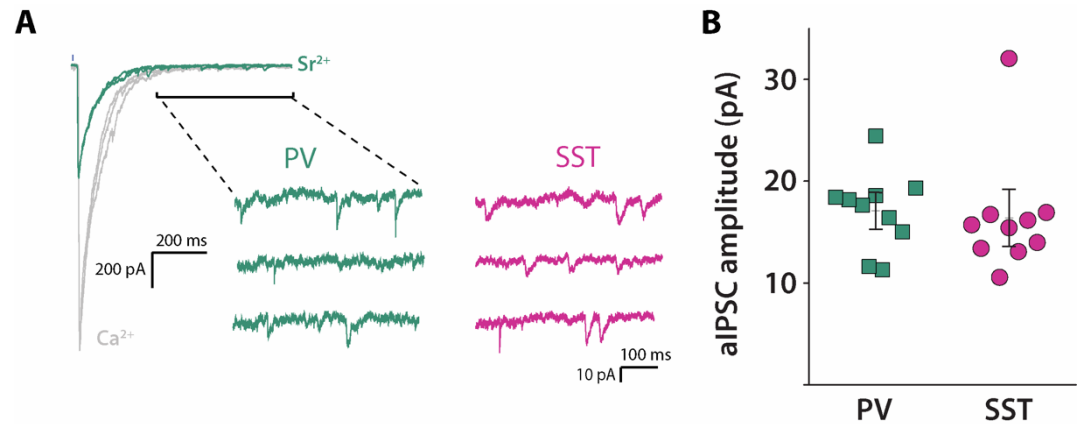 A
Sr²⁺
PV
SST
200 ms
200 pA
Ca²⁺
100 ms
10 pA
B
aIPSC amplitude (pA)
30
20
10
PV
SST